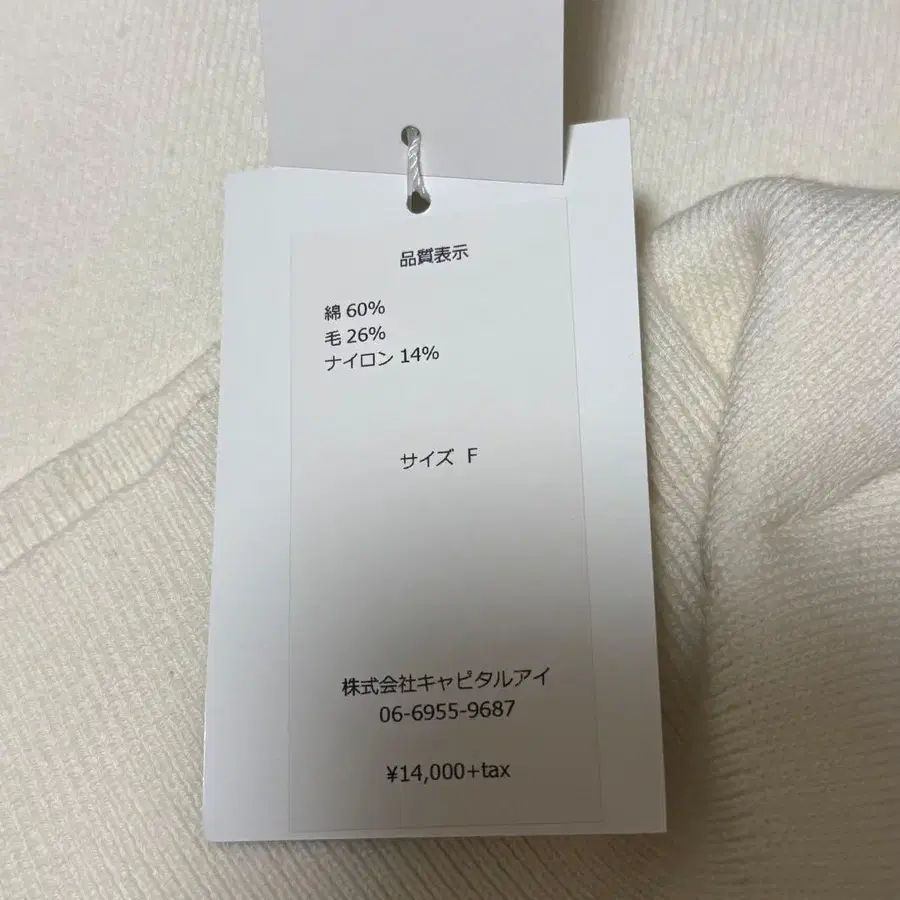 品質表示
綿 60%
毛 26%
ナイロン 14%
サイズ F
株式会社キャピタルアイ
06-6955-9687
¥14,000+tax